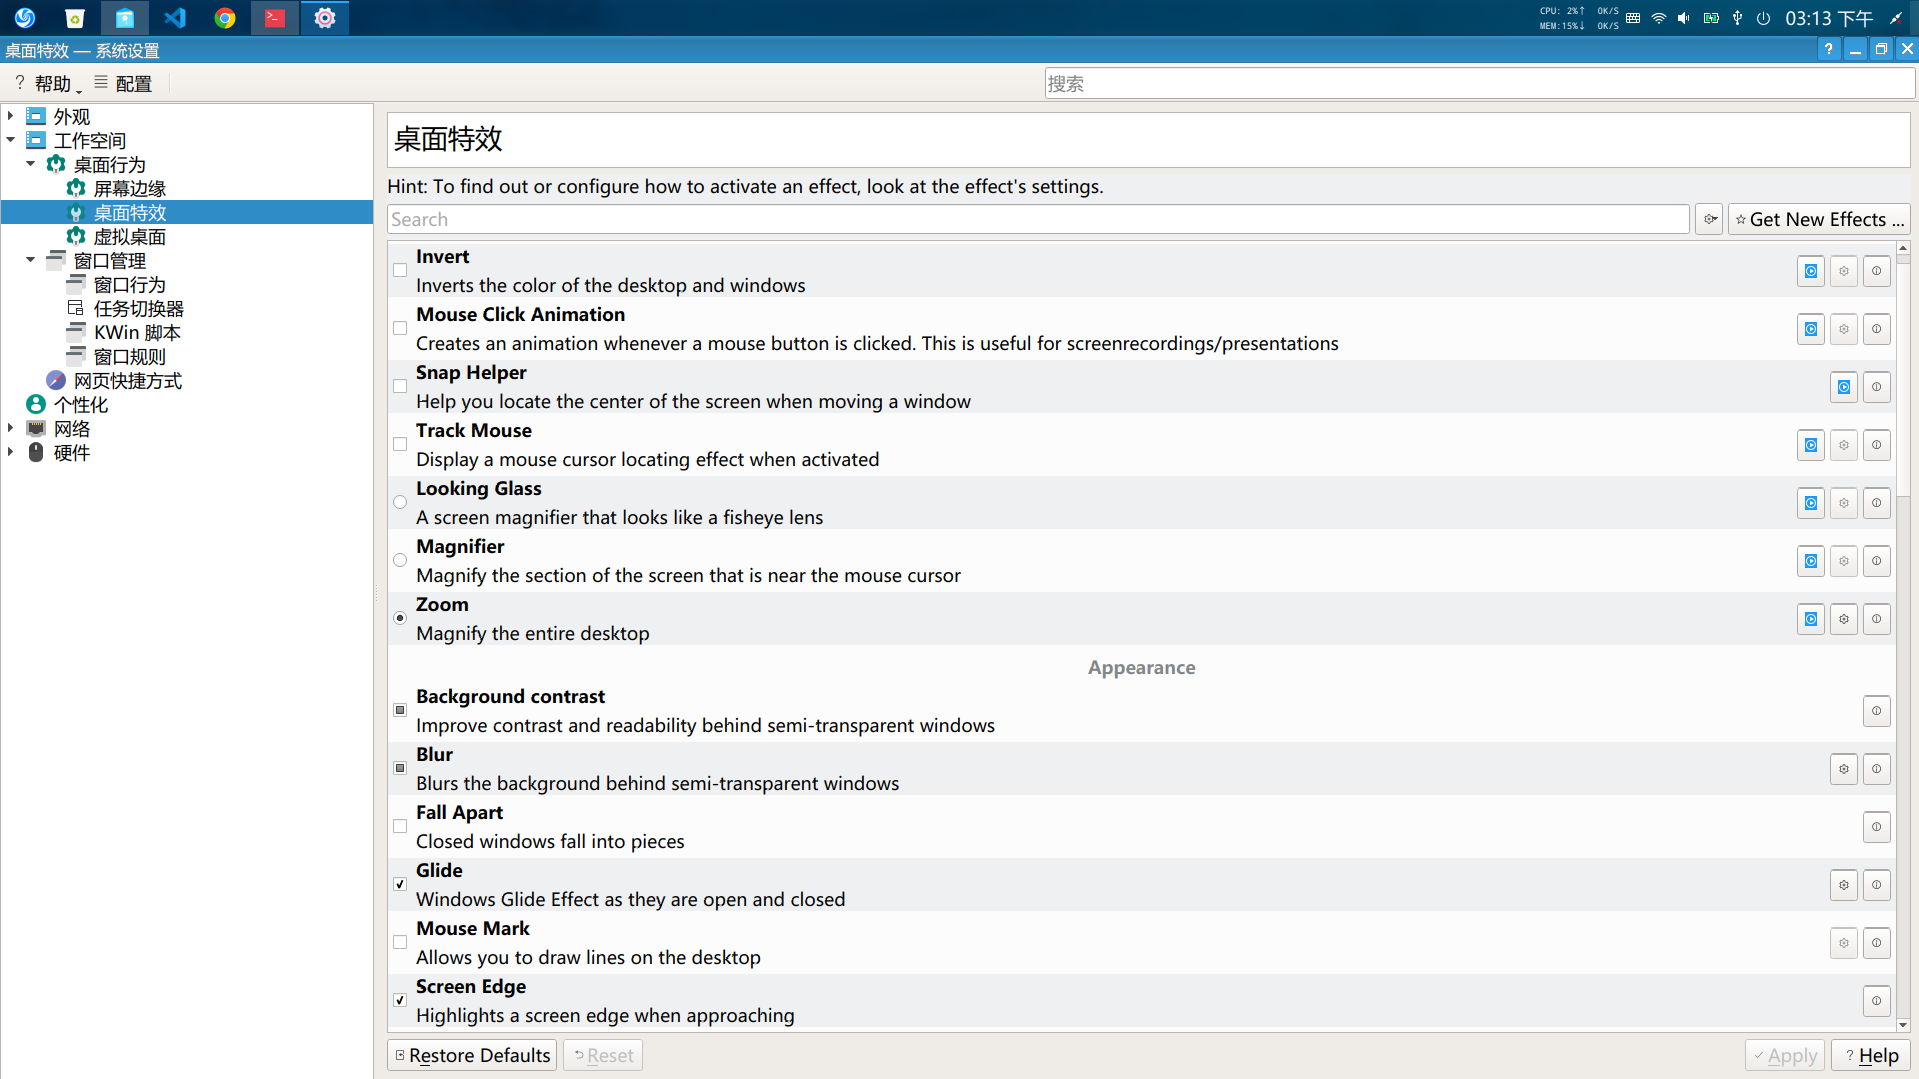 CPU: 2%↑ 0K/S
MEM:15%↓ 0K/S
03:13 下午
桌面特效 — 系统设置
? 帮助
配置
搜索
外观
工作空间
桌面行为
屏幕边缘
桌面特效
虚拟桌面
窗口管理
窗口行为
任务切换器
KWin 脚本
窗口规则
网页快捷方式
个性化
网络
硬件
桌面特效
Hint: To find out or configure how to activate an effect, look at the effect's settings.
Search
Get New Effects ...
Invert
Inverts the color of the desktop and windows
Mouse Click Animation
Creates an animation whenever a mouse button is clicked. This is useful for screenrecordings/presentations
Snap Helper
Help you locate the center of the screen when moving a window
Track Mouse
Display a mouse cursor locating effect when activated
Looking Glass
A screen magnifier that looks like a fisheye lens
Magnifier
Magnify the section of the screen that is near the mouse cursor
Zoom
Magnify the entire desktop
Appearance
Background contrast
Improve contrast and readability behind semi-transparent windows
Blur
Blurs the background behind semi-transparent windows
Fall Apart
Closed windows fall into pieces
Glide
Windows Glide Effect as they are open and closed
Mouse Mark
Allows you to draw lines on the desktop
Screen Edge
Highlights a screen edge when approaching
Restore Defaults
Reset
Apply
? Help